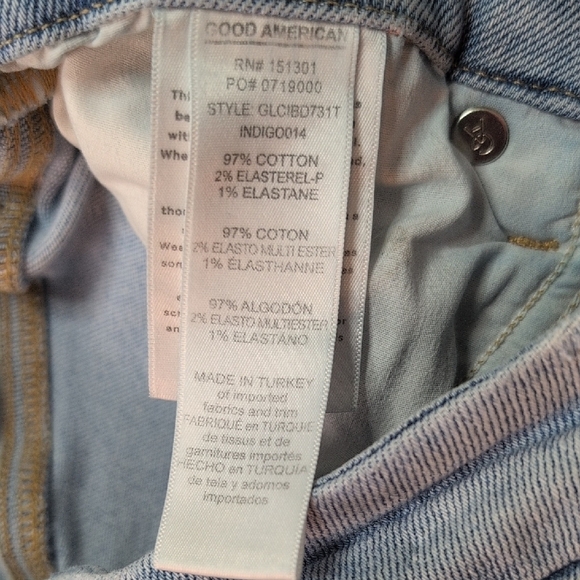 GOOD AMERICAN
RN# 151301
PO# 0719000
STYLE: GLCIBD731T
INDIGO014
97% COTTON
2% ELASTEREL-P
1% ELASTANE
97% COTON
2% ELASTO MULTI ESTER
1% ÉLASTHANNE
97% ALGODÓN
2% ELASTO MULTIESTER
1% ELASTANO
MADE IN TURKEY
of imported
fabrics and trim
FABRIQUÉ en TURQUIE
de tissus et de
garnitures importés
HECHO en TURQUIA
de tela y adornos
importados